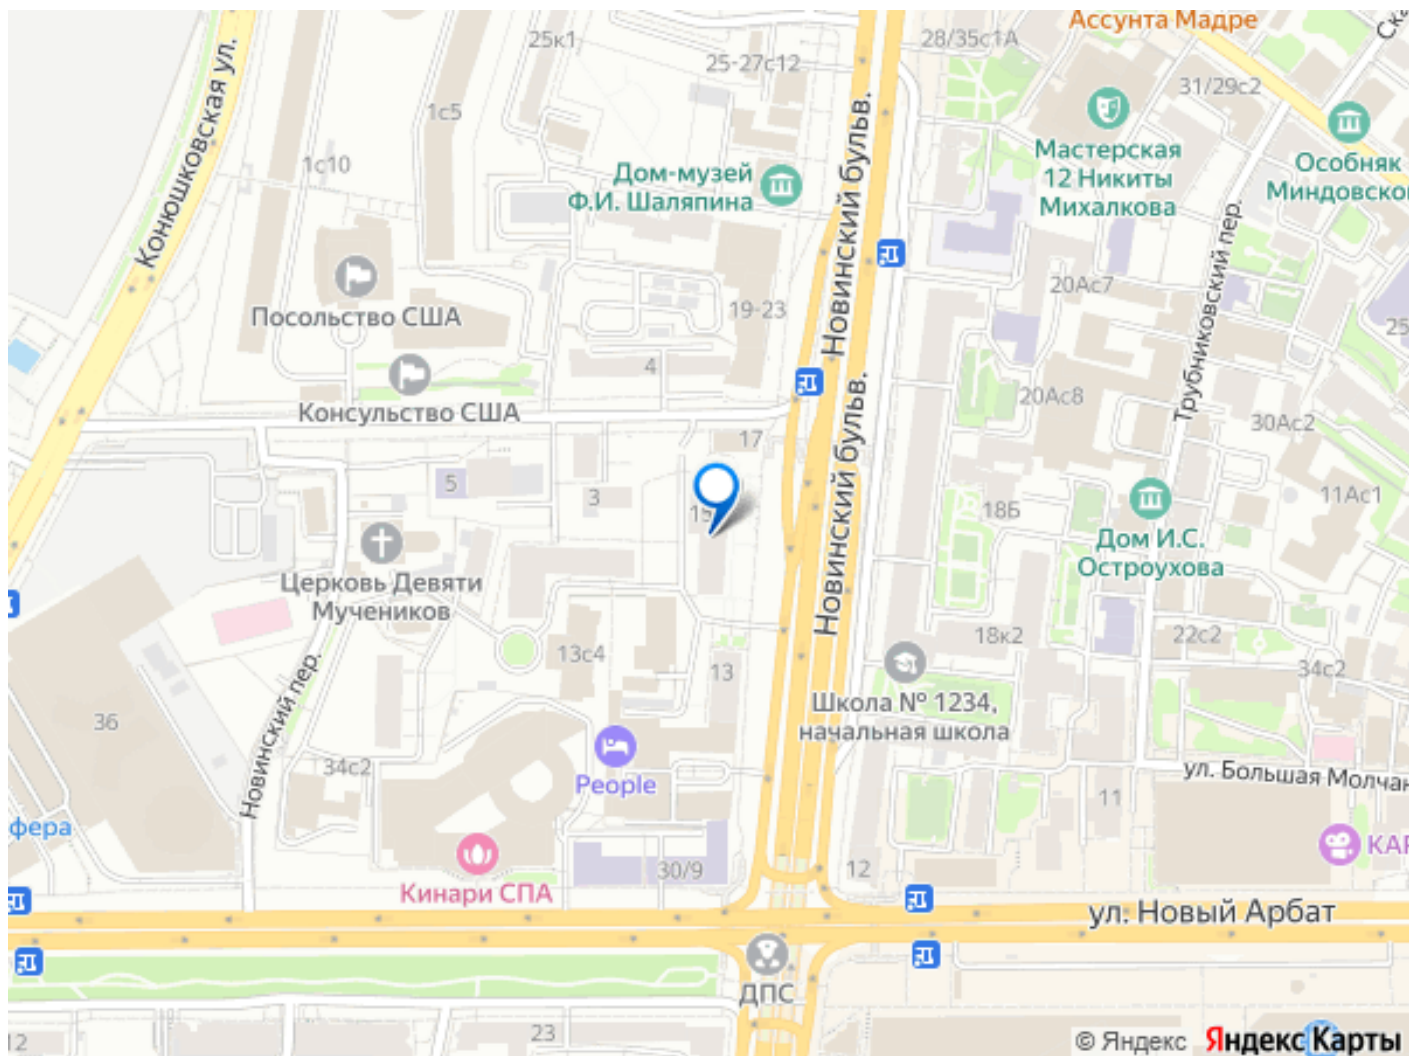 Ассунта Мадре
25к1
28/35с1А
25-27с12
31/29с2
1с5
Конюшковская ул.
Новинский бульв.
Мастерская
12 Никиты
Михалкова
Особняк
1с10
Дом-музей
Ф.И. Шаляпина
Трубниковский пер.
20Ас7
Посольство США
19-23
4
20Ас8
Консульство США
Новинский бульв.
30Ас2
17
5
3
11Ас1
18Б
Дом И.С.
Остроухова
Церковь Девяти
Мучеников
13с4
13
18к2
22с2
34с2
Новинский пер.
36
Школа № 1234,
начальная школа
34с2
People
11
30/9
12
Кинари СПА
ул. Новый Арбат
ДПС
23
12
© Яндекс Яндекс Карты